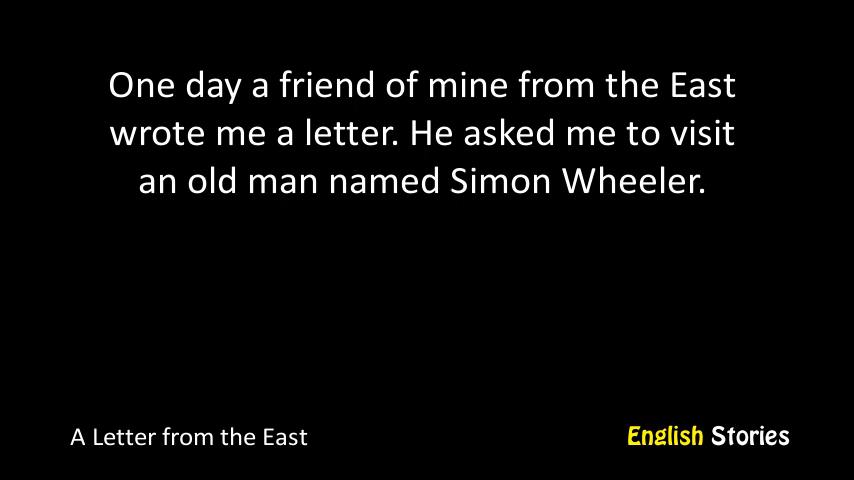 One day a friend of mine from the East
wrote me a letter. He asked me to visit
an old man named Simon Wheeler.
A Letter from the East
English Stories